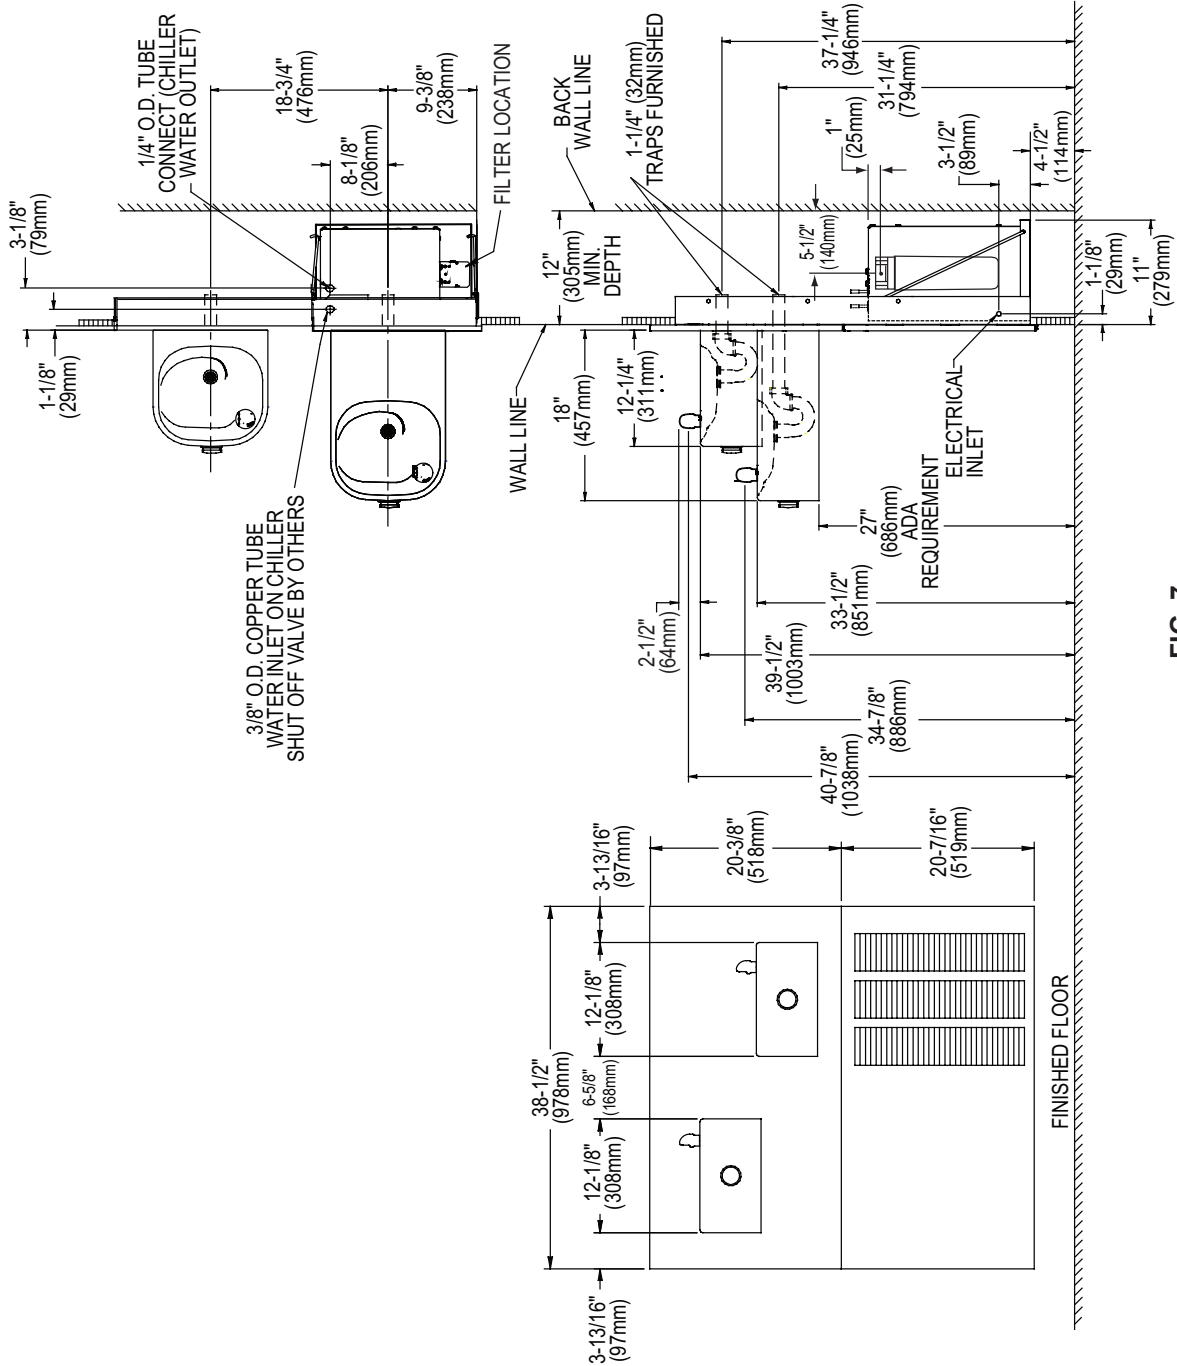 3-1/8"
(79mm)
1/4" O.D. TUBE
CONNECT (CHILLER
WATER OUTLET)
18-3/4"
(476mm)
8-1/8"
(206mm)
9-3/8"
(238mm)
FILTER LOCATION
1-1/8"
(29mm)
3/8" O.D. COPPER TUBE
WATER INLET ON CHILLER
SHUT OFF VALVE BY OTHERS
WALL LINE
BACK
WALL LINE
12"
(305mm)
MIN.
DEPTH
1-1/4" (32mm)
TRAPS FURNISHED
37-1/4"
(946mm)
31-1/4"
(794mm)
1"
(25mm)
5-1/2"
(140mm)
3-1/2"
(89mm)
4-1/2"
(114mm)
1-1/8"
(29mm)
11"
(279mm)
18"
(457mm)
12-1/4"
(311mm)
ELECTRICAL
INLET
27"
(686mm)
ADA
REQUIREMENT
2-1/2"
(64mm)
33-1/2"
(851mm)
39-1/2"
(1003mm)
34-7/8"
(886mm)
40-7/8"
(1038mm)
3-13/16"
(97mm)
20-3/8"
(518mm)
20-7/16"
(519mm)
12-1/8"
(308mm)
38-1/2"
(978mm)
6-5/8"
(168mm)
12-1/8"
(308mm)
3-13/16"
(97mm)
FINISHED FLOOR